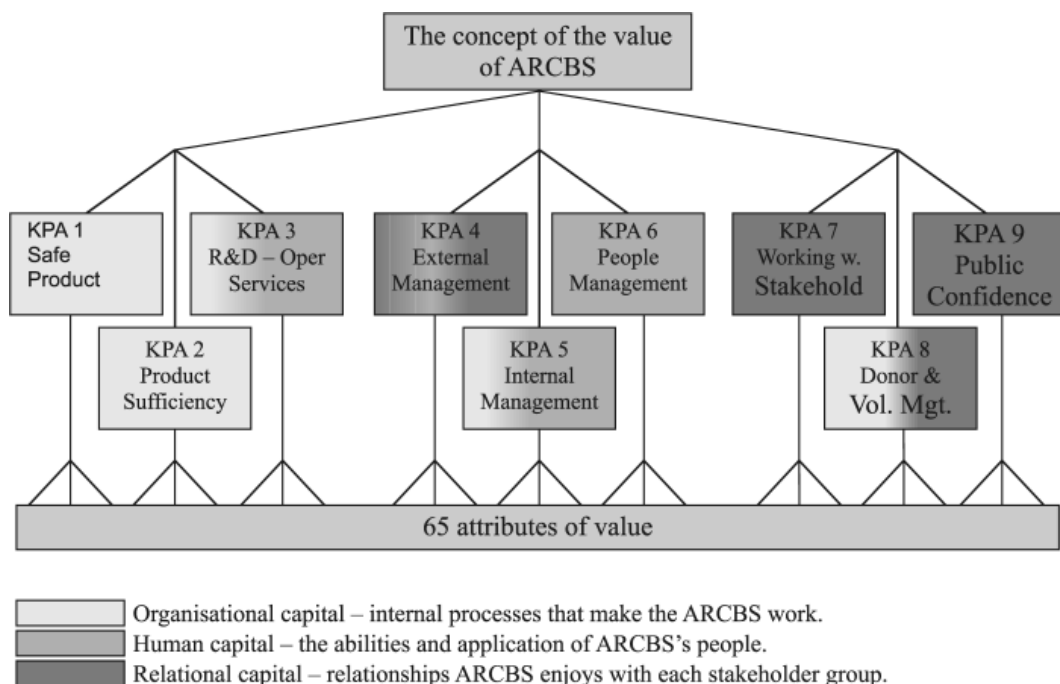 The concept of the value
of ARCBS
KPA 1
Safe
Product
KPA 3
R&D – Oper
Services
KPA 4
External
Management
KPA 6
People
Management
KPA 7
Working w.
Stakehold
KPA 9
Public
Confidence
KPA 2
Product
Sufficiency
KPA 5
Internal
Management
KPA 8
Donor &
Vol. Mgt.
65 attributes of value
Organisational capital – internal processes that make the ARCBS work.
Human capital – the abilities and application of ARCBS's people.
Relational capital – relationships ARCBS enjoys with each stakeholder group.